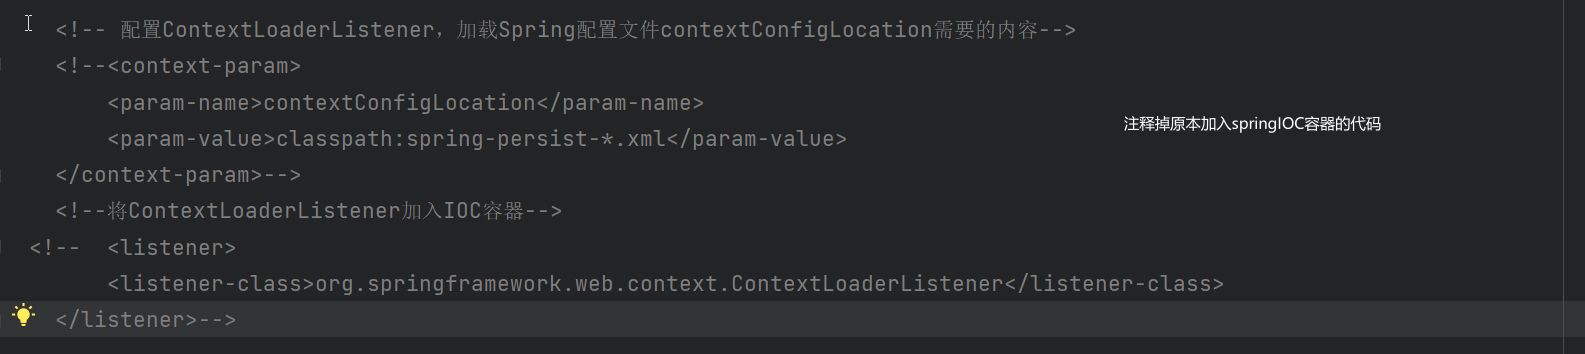 <!-- 配置ContextLoaderListener，加载Spring配置文件contextConfigLocation需要的内容-->
<!--<context-param>
<param-name>contextConfigLocation</param-name>
注释掉原本加入springIOC容器的代码
<param-value>classpath:spring-persist-*.xml</param-value>
</context-param>-->
<!--将ContextLoaderListener加入IOC容器-->
<!--  <listener>
<listener-class>org.springframework.web.context.ContextLoaderListener</listener-class>
</listener>-->